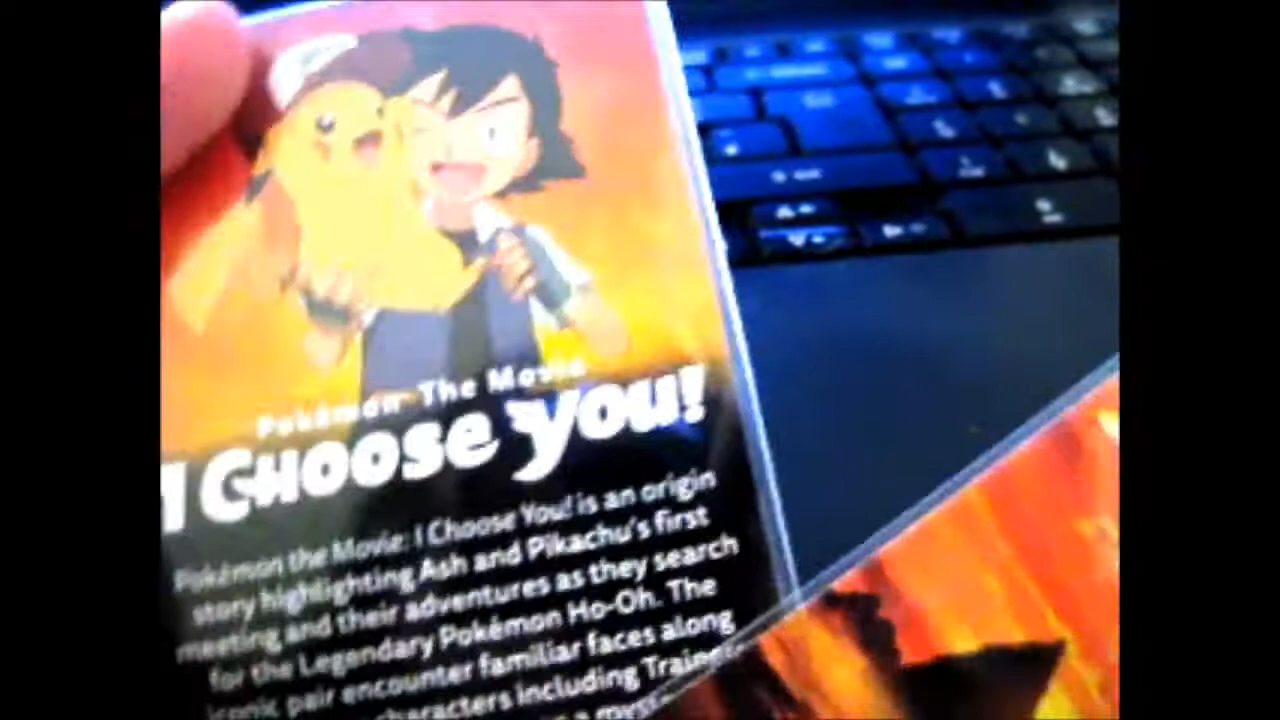 Pokémon The Movie
I Choose You!
Pokémon the Movie: I Choose You! is an origin
story highlighting Ash and Pikachu's first
meeting and their adventures as they search
for the Legendary Pokémon Ho-Oh. The
iconic pair encounter familiar faces along
characters including Trainer
a